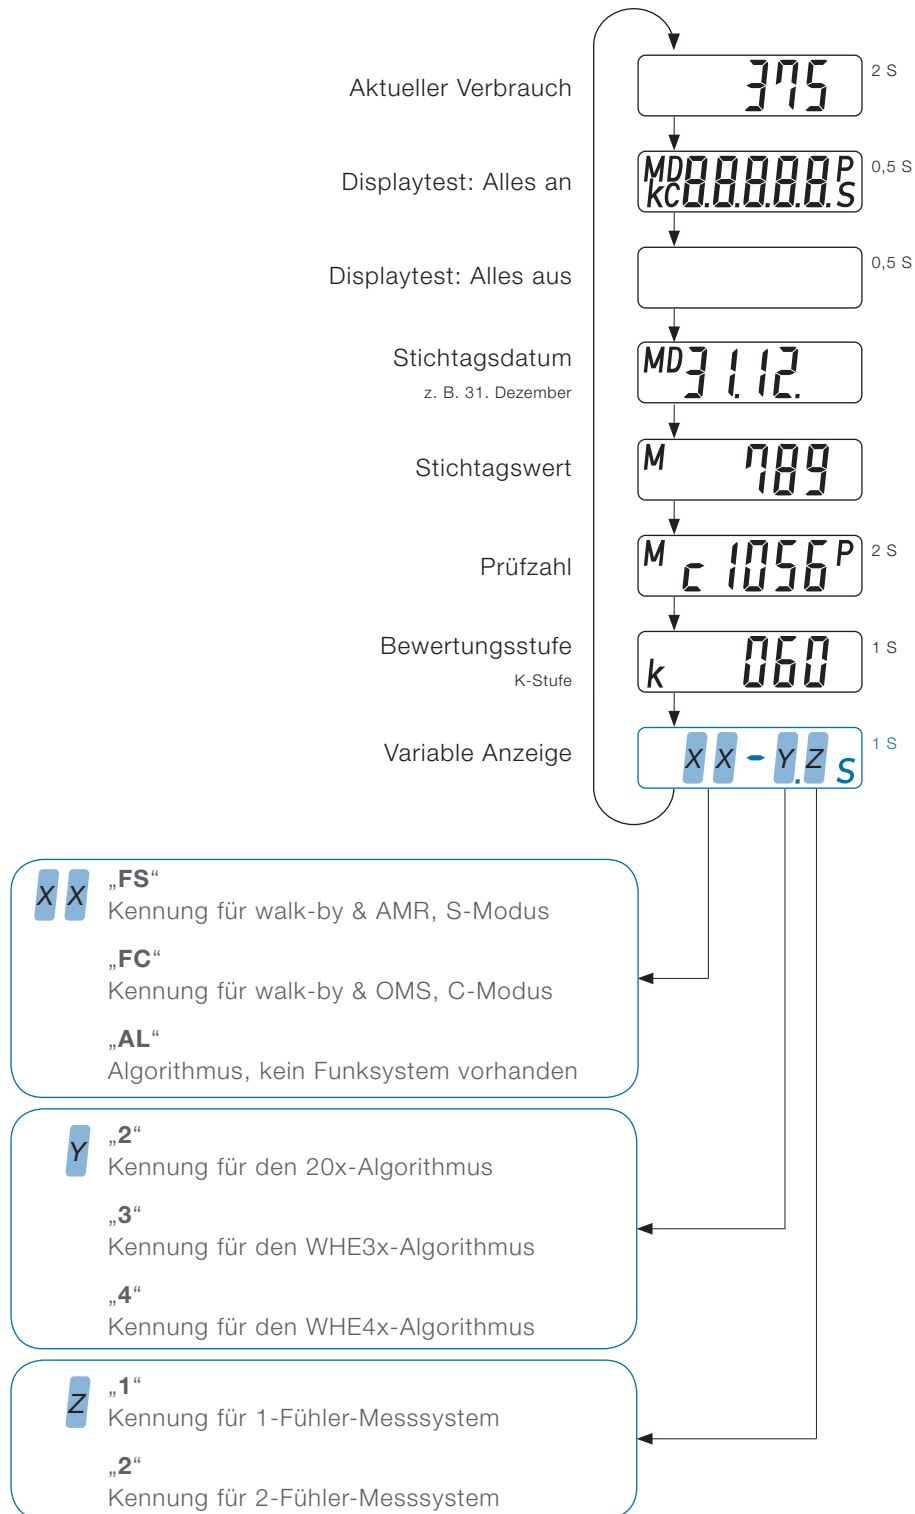 Aktueller Verbrauch
375
2 S
Displaytest: Alles an
MD
kC
8.8.8.8.8.
P
S
0,5 S
Displaytest: Alles aus
0,5 S
Stichtagsdatum
z. B. 31. Dezember
MD 31.12.
Stichtagswert
M 789
Prüfzahl
M c 1056 P
2 S
Bewertungsstufe
K-Stufe
k 060
1 S
Variable Anzeige
X X - Y.Z S
1 S
X X
„FS“
Kennung für walk-by & AMR, S-Modus
„FC“
Kennung für walk-by & OMS, C-Modus
„AL“
Algorithmus, kein Funksystem vorhanden
Y
„2“
Kennung für den 20x-Algorithmus
„3“
Kennung für den WHE3x-Algorithmus
„4“
Kennung für den WHE4x-Algorithmus
Z
„1“
Kennung für 1-Fühler-Messsystem
„2“
Kennung für 2-Fühler-Messsystem